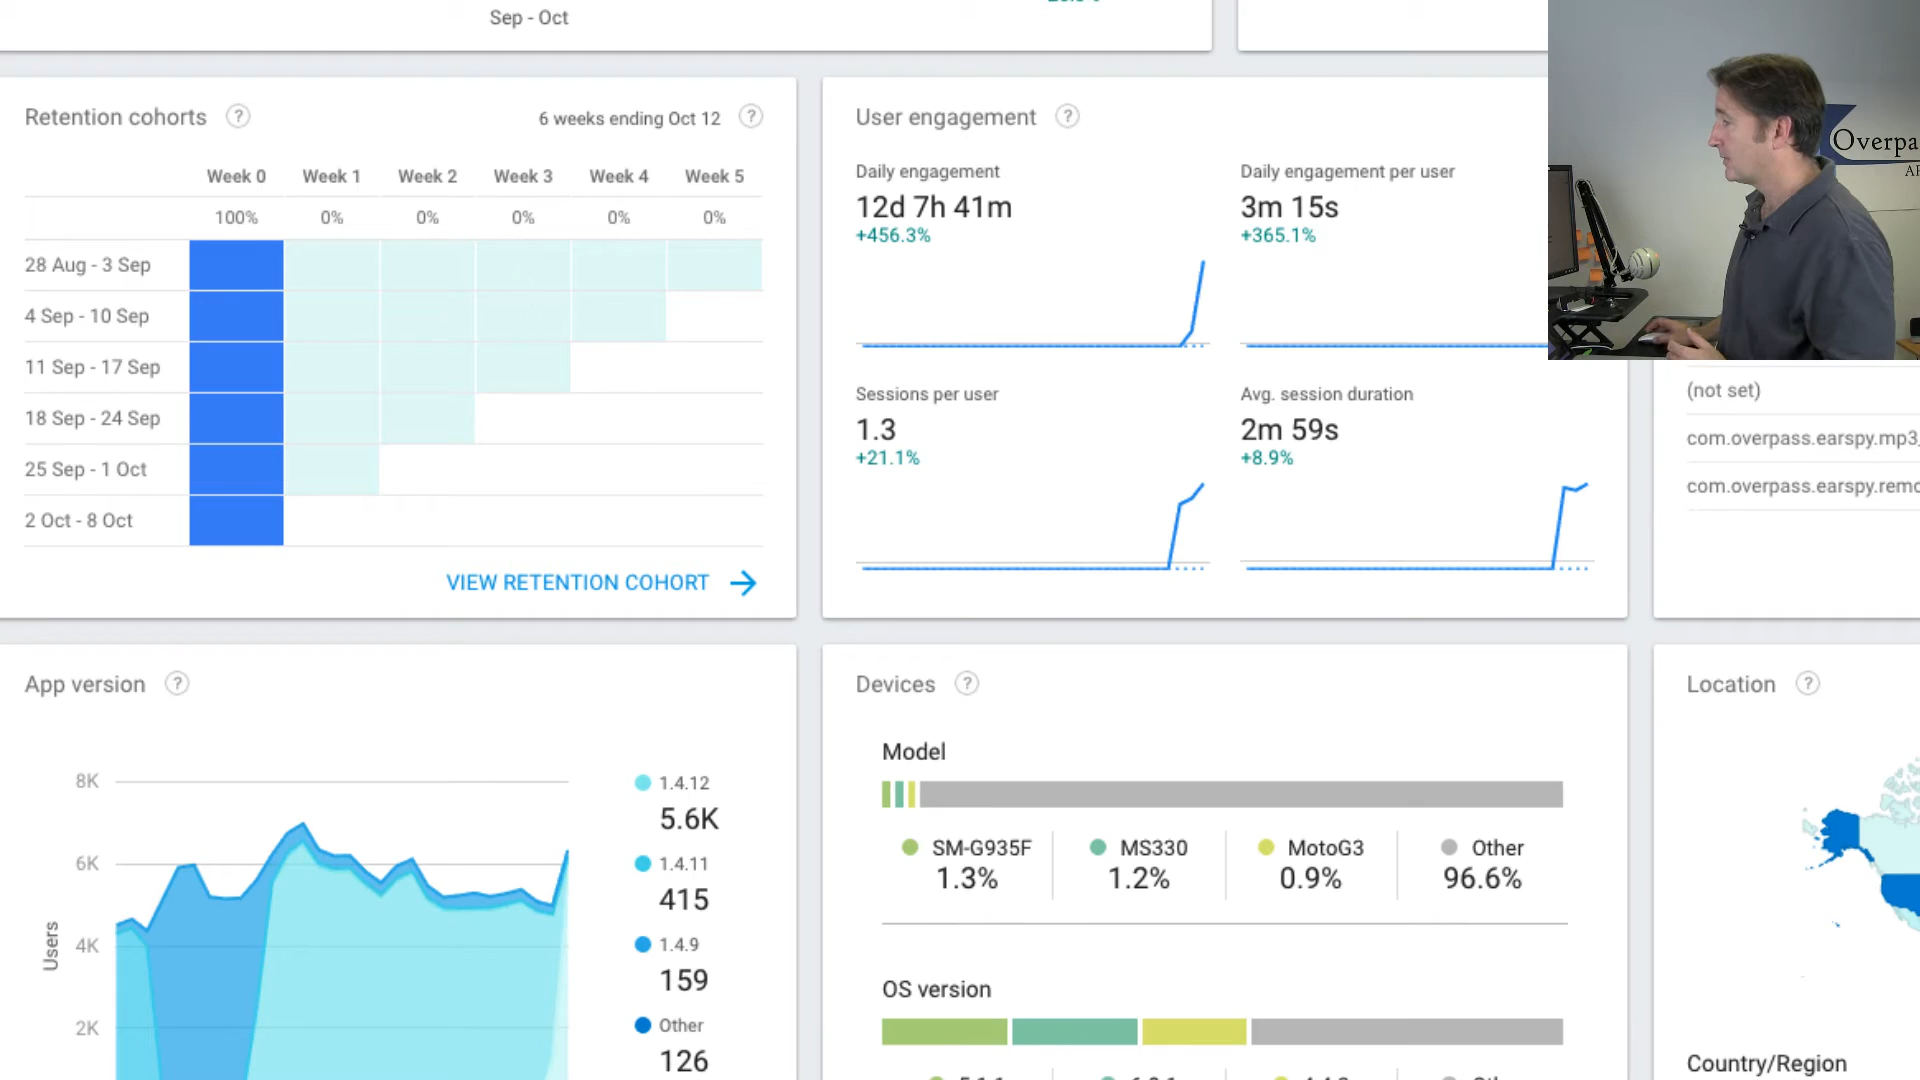 Sep - Oct
Retention cohorts ?
6 weeks ending Oct 12 ?
Week 0 Week 1 Week 2 Week 3 Week 4 Week 5
100% 0% 0% 0% 0% 0%
28 Aug - 3 Sep
4 Sep - 10 Sep
11 Sep - 17 Sep
18 Sep - 24 Sep
25 Sep - 1 Oct
2 Oct - 8 Oct
VIEW RETENTION COHORT
User engagement ?
Daily engagement
12d 7h 41m
+456.3%
Daily engagement per user
3m 15s
+365.1%
Sessions per user
1.3
+21.1%
Avg. session duration
2m 59s
+8.9%
Overpa
AP
(not set)
com.overpass.earspy.mp3_
com.overpass.earspy.remo
App version ?
8K
6K
4K
2K
Users
1.4.12
5.6K
1.4.11
415
1.4.9
159
Other
126
Devices ?
Model
SM-G935F MS330 MotoG3 Other
1.3% 1.2% 0.9% 96.6%
OS version
Location ?
Country/Region